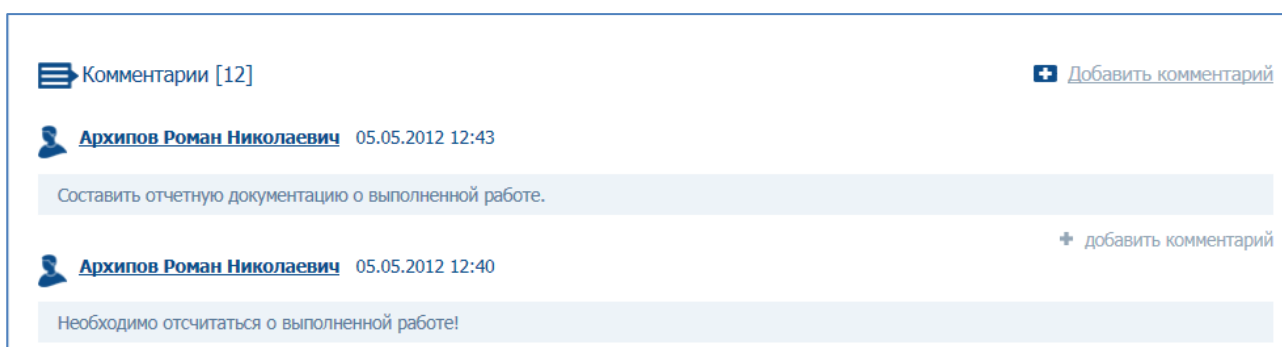 Комментарии [12]
Добавить комментарий
Архипов Роман Николаевич 05.05.2012 12:43
Составить отчетную документацию о выполненной работе.
добавить комментарий
Архипов Роман Николаевич 05.05.2012 12:40
Необходимо отсчитаться о выполненной работе!